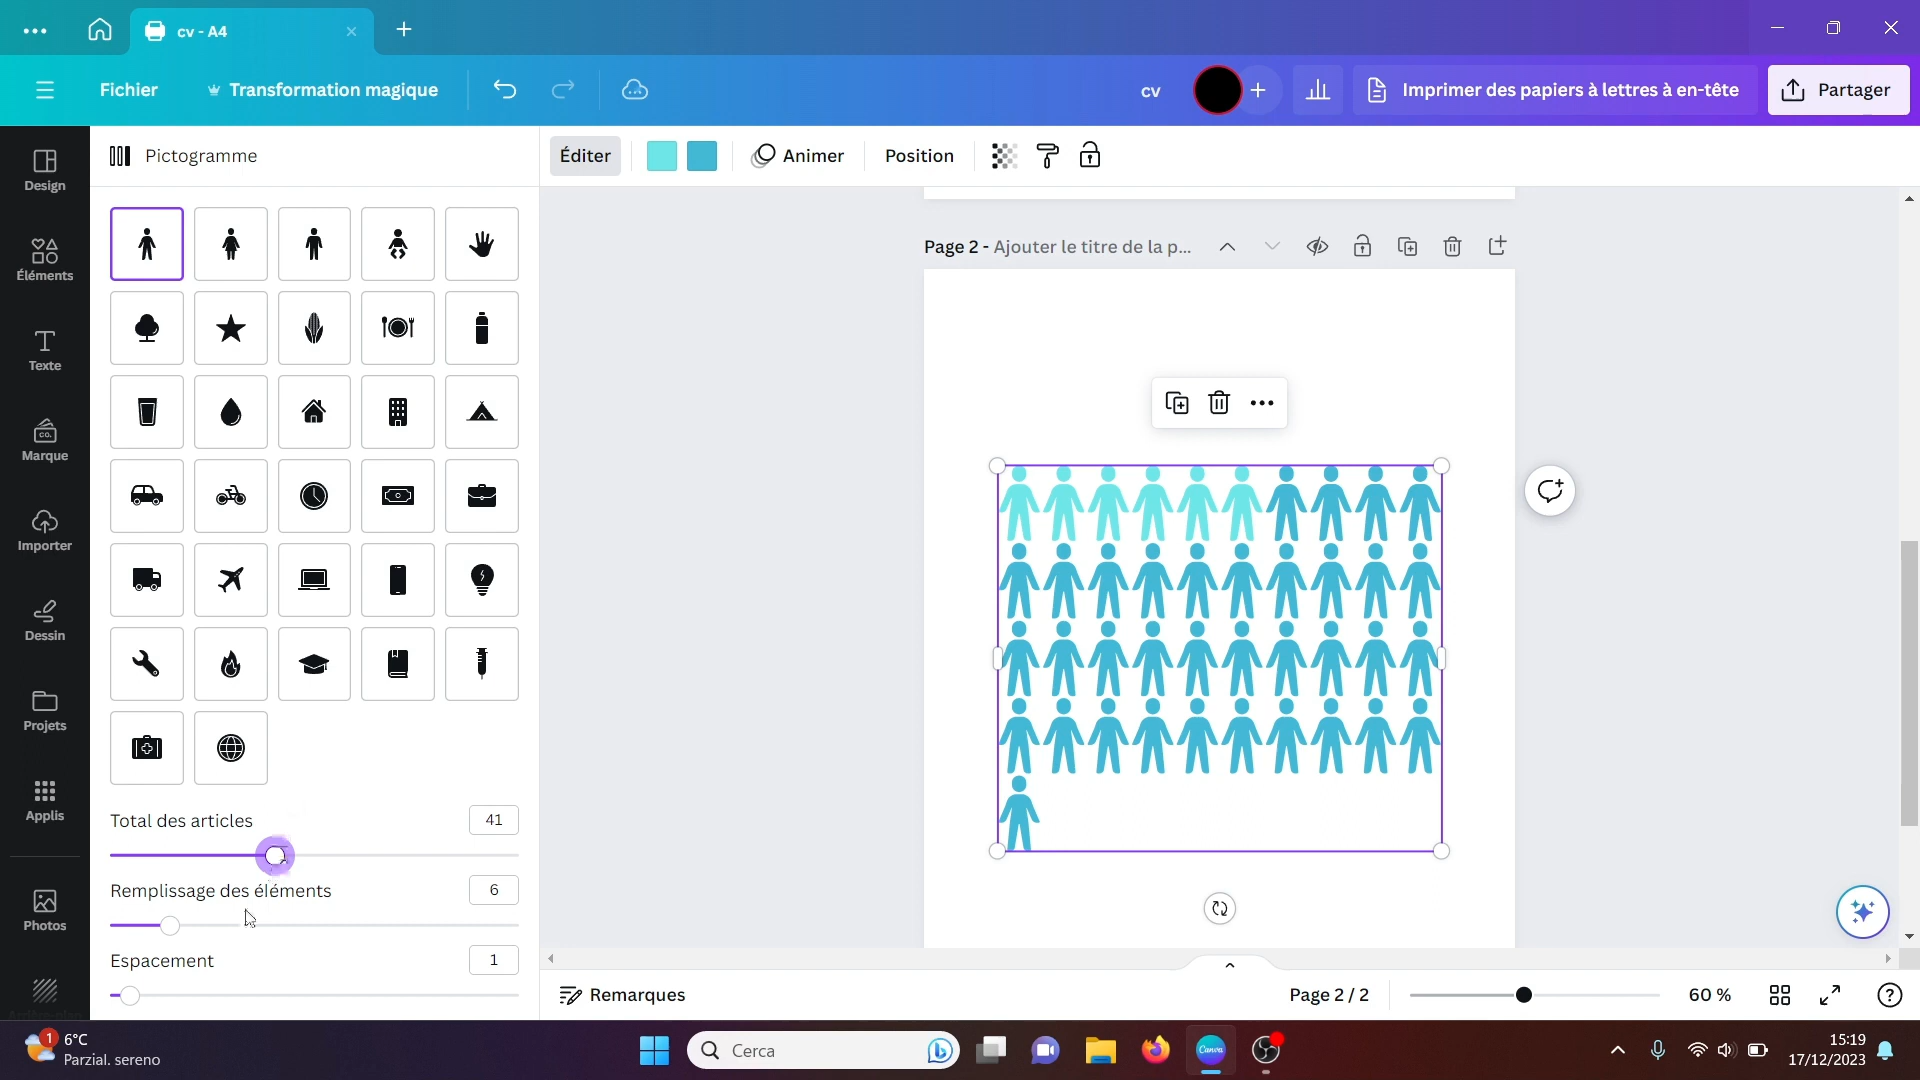 cv - A4
Fichier
Transformation magique
cv
Imprimer des papiers à lettres à en-tête
Partager
Design
Éléments
Texte
CO.
Marque
Importer
Dessin
Projets
Applis
Photos
Pictogramme
Éditer
Animer
Position
Page 2 - Ajouter le titre de la p...
Total des articles
41
Remplissage des éléments
6
Espacement
1
Remarques
Page 2 / 2
60 %
1
6°C
Parzial. sereno
Cerca
Canva
15:19
17/12/2023